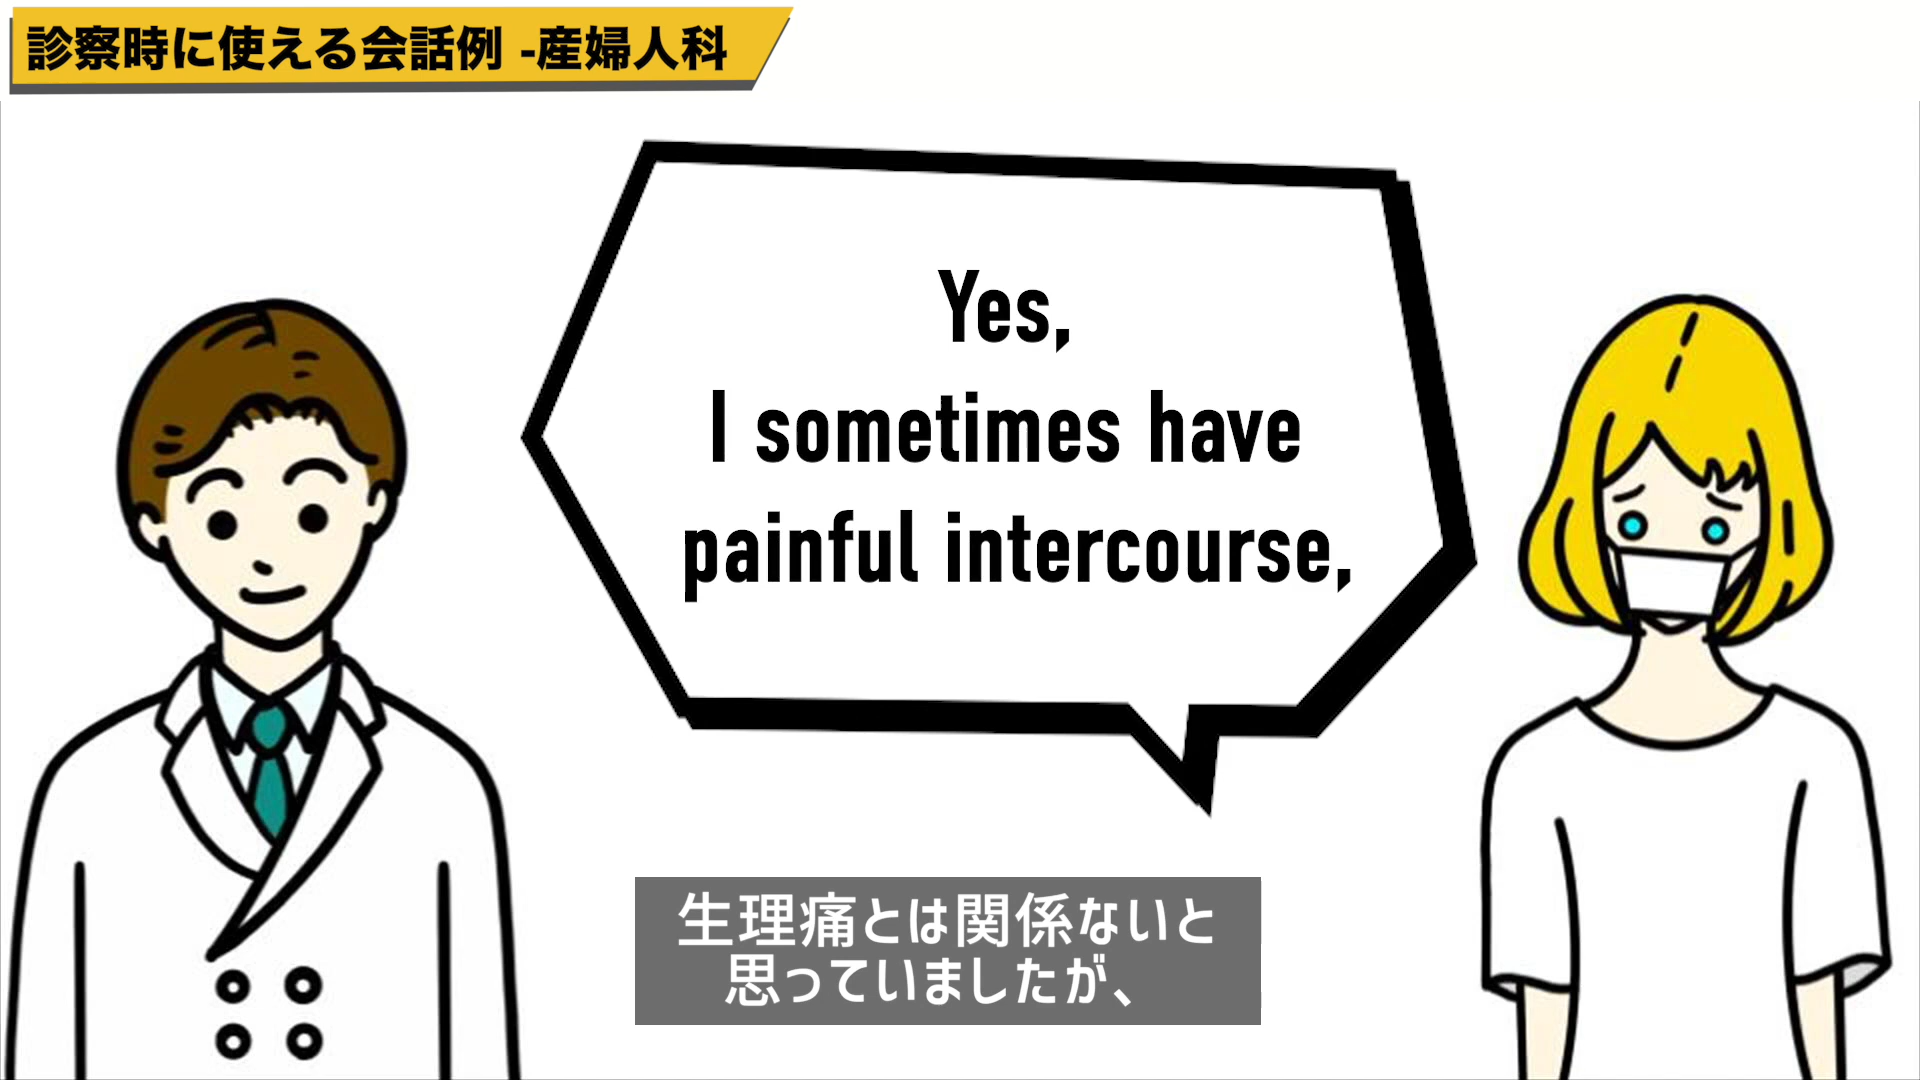 診察時に使える会話例 -産婦人科
Yes,
I sometimes have
painful intercourse,
生理痛とは関係ないと
思っていましたが、